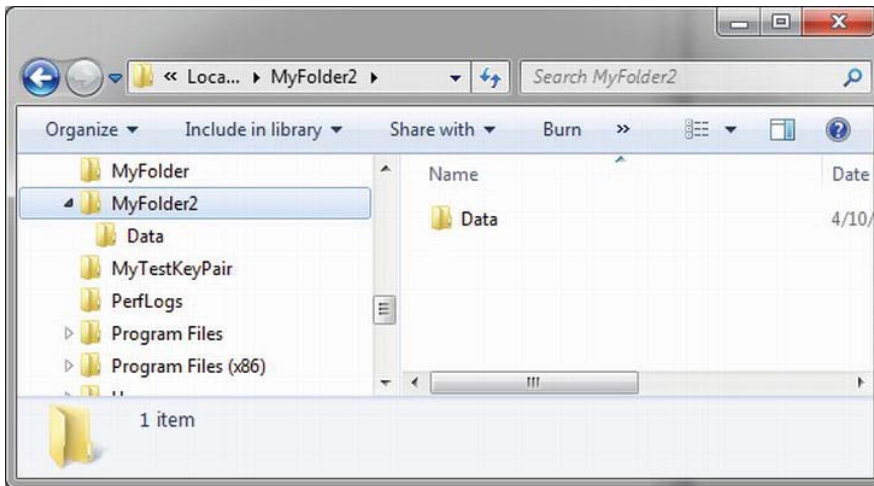 « Loca... MyFolder2
Search MyFolder2
Organize Include in library Share with Burn »
MyFolder
MyFolder2
Data
MyTestKeyPair
PerfLogs
Program Files
Program Files (x86)
Name Date
Data 4/10/
1 item